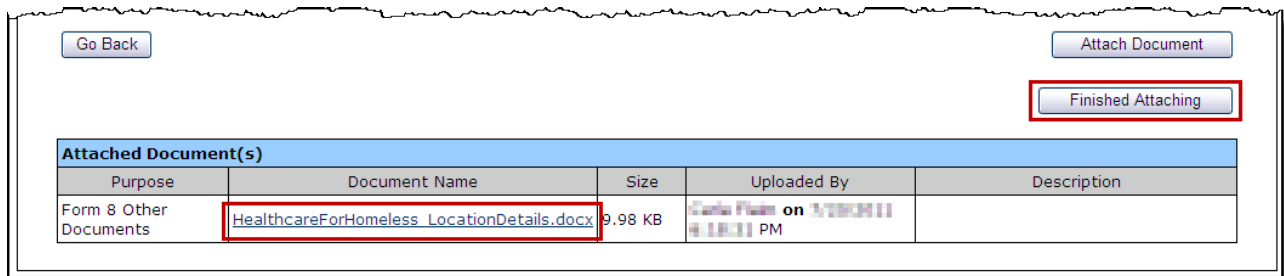 Go Back
Attach Document
Finished Attaching
Attached Document(s)
Purpose Document Name Size Uploaded By Description
Form 8 Other Documents HealthcareForHomeless_LocationDetails.docx 9.98 KB on PM